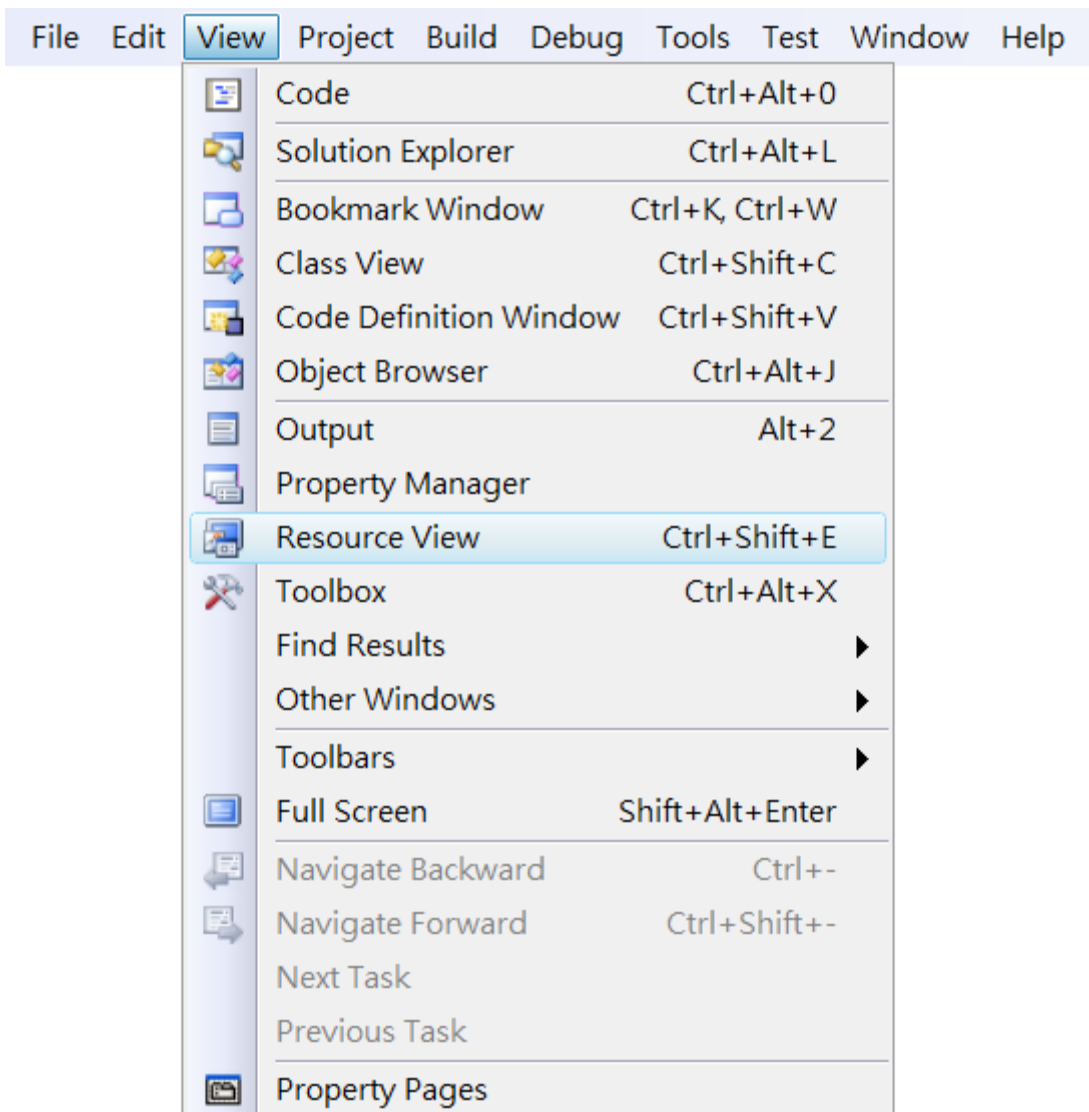 File Edit View Project Build Debug Tools Test Window Help
Code Ctrl+Alt+0
Solution Explorer Ctrl+Alt+L
Bookmark Window Ctrl+K, Ctrl+W
Class View Ctrl+Shift+C
Code Definition Window Ctrl+Shift+V
Object Browser Ctrl+Alt+J
Output Alt+2
Property Manager
Resource View Ctrl+Shift+E
Toolbox Ctrl+Alt+X
Find Results
Other Windows
Toolbars
Full Screen Shift+Alt+Enter
Navigate Backward Ctrl+-
Navigate Forward Ctrl+Shift+-
Next Task
Previous Task
Property Pages